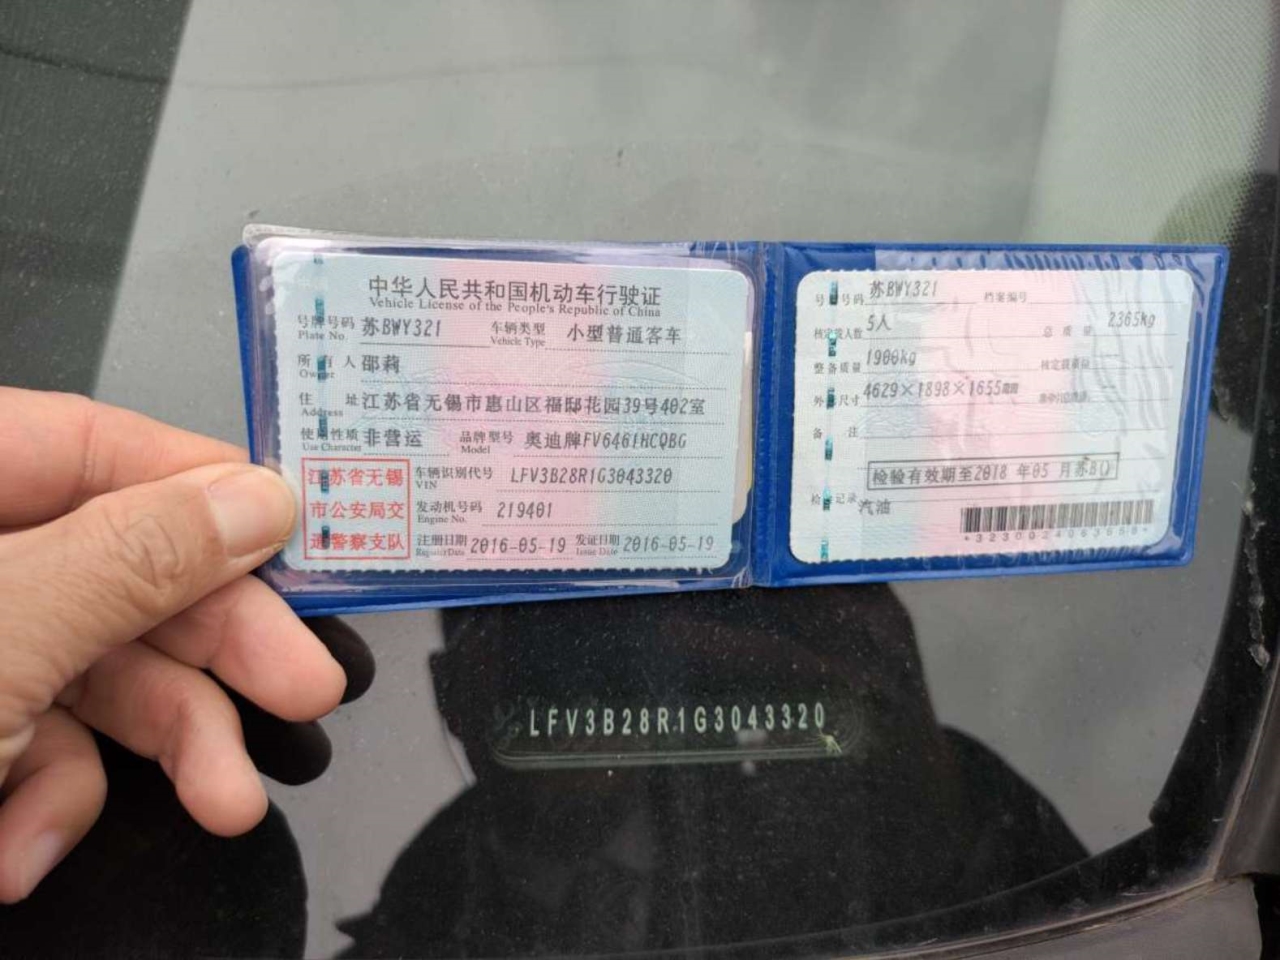 中华人民共和国机动车行驶证
Vehicle License of the People's Republic of China
号牌号码 苏BWY321 车辆类型 小型普通客车
Plate No. Vehicle Type
所有人 邵莉
Owner
住址 江苏省无锡市惠山区福邸花园39号402室
Address
使用性质 非营运 品牌型号 奥迪牌FV6461HCQBG
Use Character Model
江苏省无锡
市公安局交
通警察支队
车辆识别代号 LFV3B28R1G3043320
VIN
发动机号码 219401
Engine No.
注册日期 2016-05-19 发证日期 2016-05-19
Register Date Issue Date
号牌号码 苏BWY321 档案编号
核定载人数 5人 总质量 2365kg
整备质量 1900kg 核定载质量
外廓尺寸 4629×1898×1655mm
备注
检验有效期至2018年05月苏B()
检验记录
汽油
LFV3B28R1G3043320